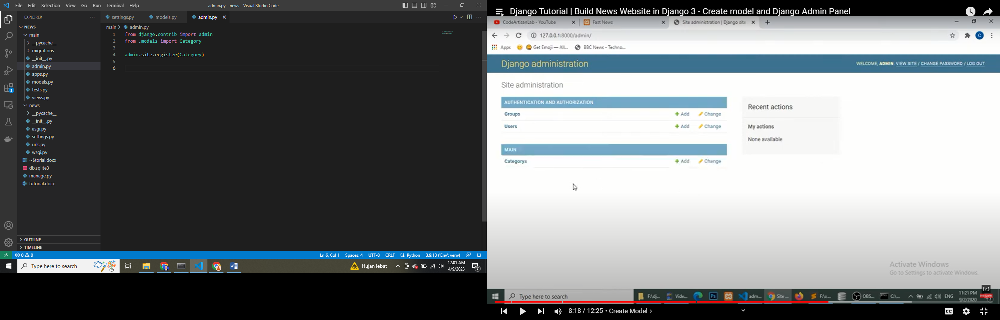 File Edit Selection View Go Run Terminal Help
admin.py - news - Visual Studio Code
EXPLORER
NEWS
main
__pycache__
migrations
__init__.py
admin.py
apps.py
models.py
tests.py
views.py
news
__pycache__
__init__.py
asgi.py
settings.py
urls.py
wsgi.py
~$torial.docx
db.sqlite3
manage.py
tutorial.docx
OUTLINE
TIMELINE
2
settings.py models.py admin.py
main > admin.py
1 from django.contrib import admin
2 from .models import Category
3
4 admin.site.register(Category)
5
6
0 0
Ln 6, Col 1 Spaces: 4 UTF-8 CRLF Python 3.9.13 ('Env': venv)
Type here to search
Hujan lebat
12:01 AM
4/9/2023
7
Django Tutorial | Build News Website in Django 3 - Create model and Django Admin Panel
CodeArtisanLab - YouTube Fast News Site administration | Django site
127.0.0.1:8000/admin/
C
Apps Get Emoji — All... BBC News - Techno...
Django administration
WELCOME, ADMIN. VIEW SITE / CHANGE PASSWORD / LOG OUT
Site administration
AUTHENTICATION AND AUTHORIZATION
Groups + Add Change
Users + Add Change
MAIN
Categorys + Add Change
Recent actions
My actions
None available
Activate Windows
Go to Settings to activate Windows.
Type here to search
F:\dj... Vide... Ps adm... Site ... F:\x... OBS... C:\... ENG
11:21 PM
9/2/2020
SUBSCRIBE
8:18 / 12:25 • Create Model >
CC